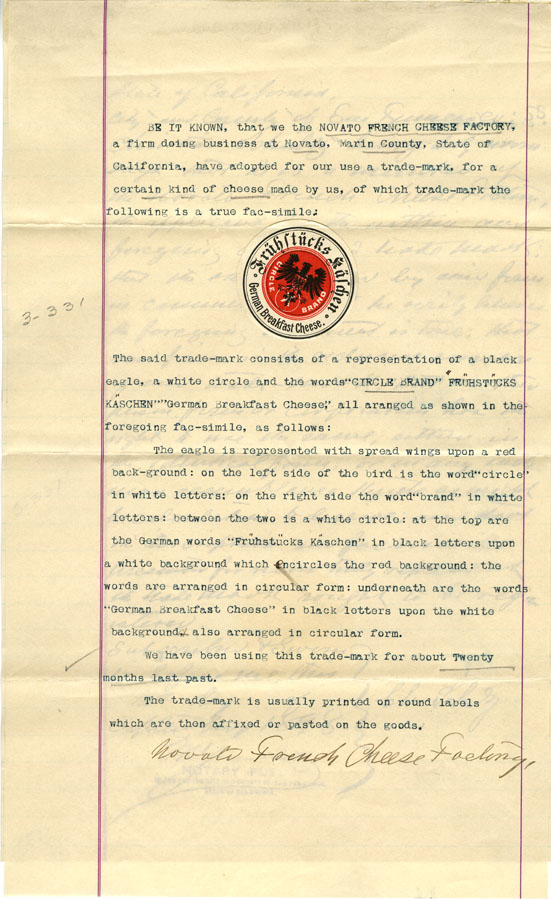 BE IT KNOWN, that we the NOVATO FRENCH CHEESE FACTORY,
a firm doing business at Novato, Marin County, State of
California, have adopted for our use a trade-mark, for a
certain kind of cheese made by us, of which trade-mark the
following is a true fac-simile:
Frühstücks Käschen
CIRCLE BRAND
German Breakfast Cheese.
3-331
The said trade-mark consists of a representation of a black
eagle, a white circle and the words "CIRCLE BRAND" "FRÜHSTÜCKS
KÄSCHEN" "German Breakfast Cheese," all aranged as shown in the
foregoing fac-simile, as follows:
The eagle is represented with spread wings upon a red
back-ground: on the left side of the bird is the word "circle"
in white letters: on the right side the word "brand" in white
letters: between the two is a white circle: at the top are
the German words "Frühstücks Käschen" in black letters upon
a white background which encircles the red background: the
words are arranged in circular form: underneath are the words
"German Breakfast Cheese" in black letters upon the white
background, also arranged in circular form.
We have been using this trade-mark for about Twenty
months last past.
The trade-mark is usually printed on round labels
which are then affixed or pasted on the goods.
Novato French Cheese Factory,